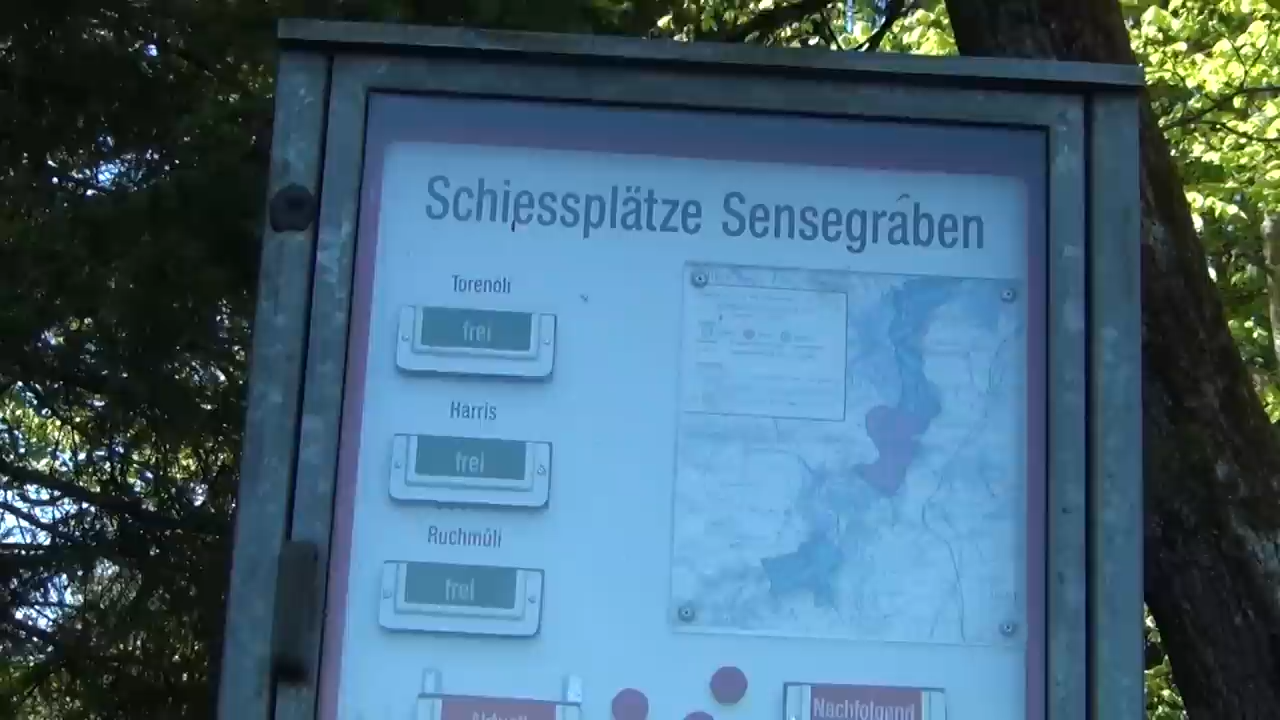 Schiessplätze Sensegraben
Torenöli
frei
Harris
frei
Ruchmüli
frei
Nachfolgend